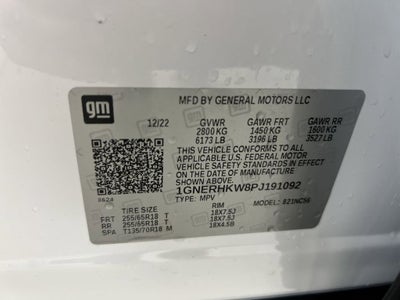 gm
MFD BY GENERAL MOTORS LLC
12/22 GVWR GAWR FRT GAWR RR
2800 KG 1450 KG 1600 KG
6173 LB 3196 LB 3527 LB
THIS VEHICLE CONFORMS TO ALL APPLICABLE
U.S. FEDERAL MOTOR VEHICLE SAFETY STANDARDS
IN EFFECT ON THE DATE OF MANUFACTURE
SHOWN ABOVE.
1GNERHKW8PJ191092
TYPE: MPV MODEL: 821NC56
8624
TIRE SIZE RIM
FRT 255/65R18 T 18X7.5J
RR 255/65R18 T 18X7.5J
SPA T135/70R18 M 18X4.5B